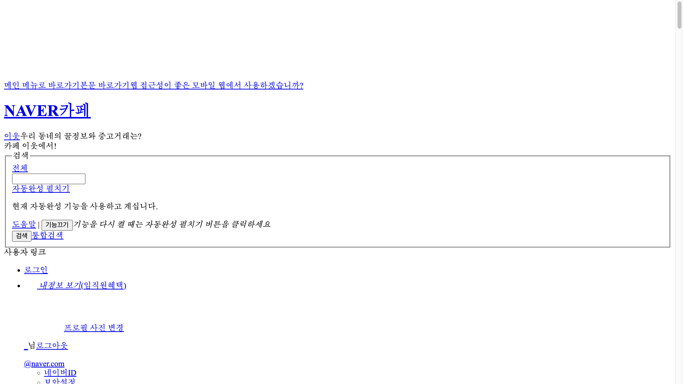 메인 메뉴로 바로가기본문 바로가기웹 접근성이 좋은 모바일 웹에서 사용하겠습니까?
NAVER카페
이웃우리 동네의 꿀정보와 중고거래는?
카페 이웃에서!
검색
전체
자동완성 펼치기
현재 자동완성 기능을 사용하고 계십니다.
도움말 | 기능끄기기능을 다시 켤 때는 자동완성 펼치기 버튼을 클릭하세요
검색통합검색
사용자 링크
로그인
내정보 보기(임직원혜택)
프로필 사진 변경
님로그아웃
@naver.com
네이버ID
보안설정